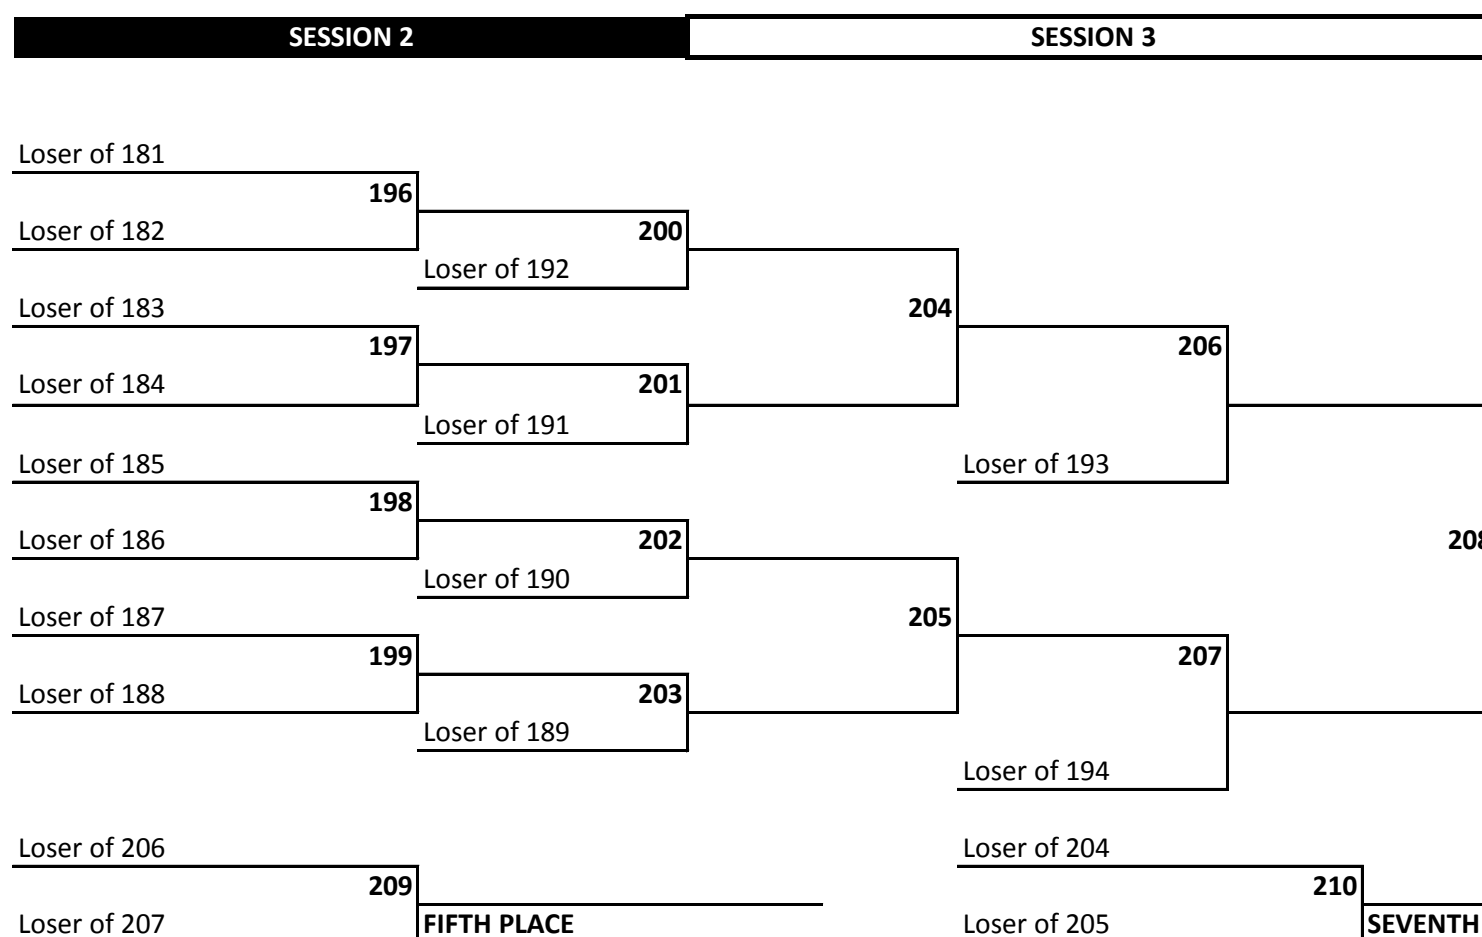 SESSION 2 SESSION 3
Loser of 181
196
Loser of 182 200
Loser of 192
Loser of 183 204
197 206
Loser of 184 201
Loser of 191
Loser of 185 Loser of 193
198
Loser of 186 202 208
Loser of 190
Loser of 187 205
199 207
Loser of 188 203
Loser of 189
Loser of 194
Loser of 206 Loser of 204
209 210
Loser of 207 FIFTH PLACE Loser of 205 SEVENTH